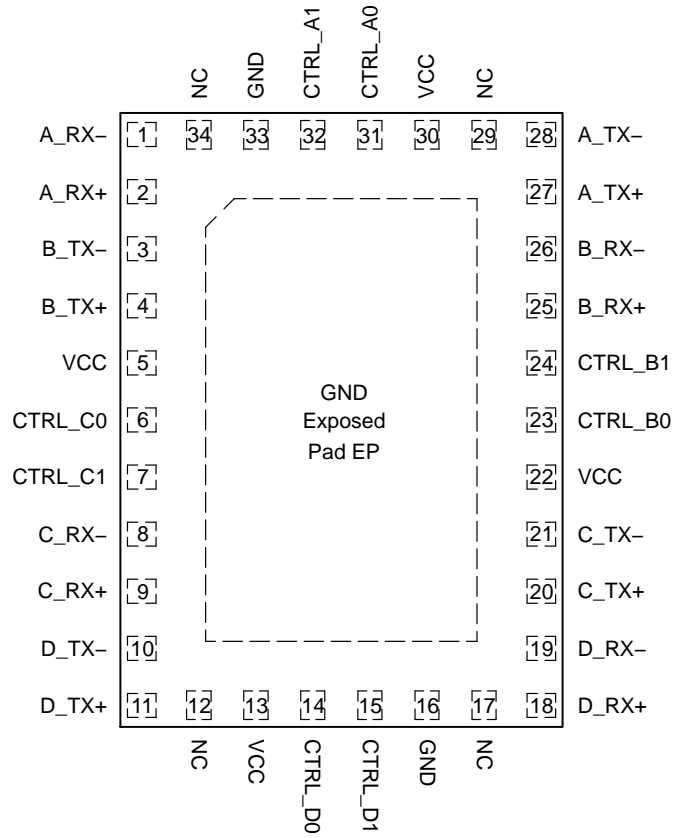 NC
GND
CTRL_A1
CTRL_A0
VCC
NC
A_RX− 1 34 33 32 31 30 29 28 A_TX−
A_RX+ 2 27 A_TX+
B_TX− 3 26 B_RX−
B_TX+ 4 25 B_RX+
VCC 5 24 CTRL_B1
CTRL_C0 6 23 CTRL_B0
CTRL_C1 7 22 VCC
C_RX− 8 21 C_TX−
C_RX+ 9 20 C_TX+
D_TX− 10 19 D_RX−
D_TX+ 11 12 13 14 15 16 17 18 D_RX+
GND
Exposed
Pad EP
NC
VCC
CTRL_D0
CTRL_D1
GND
NC